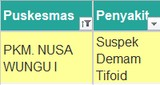 Puskesmas Penyakit
PKM. NUSA WUNGU I
Suspek
Demam
Tifoid